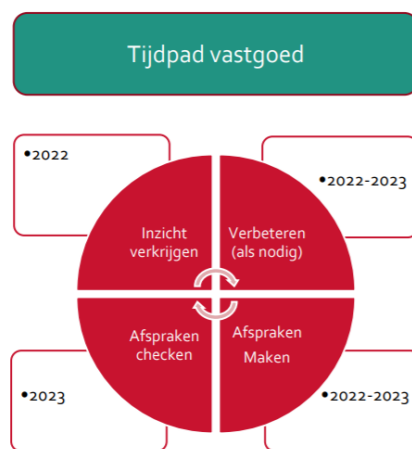 Tijdpad vastgoed
•2022
•2022-2023
Inzicht
verkrijgen
Verbeteren
(als nodig)
Afspraken
checken
Afspraken
Maken
•2023
•2022-2023